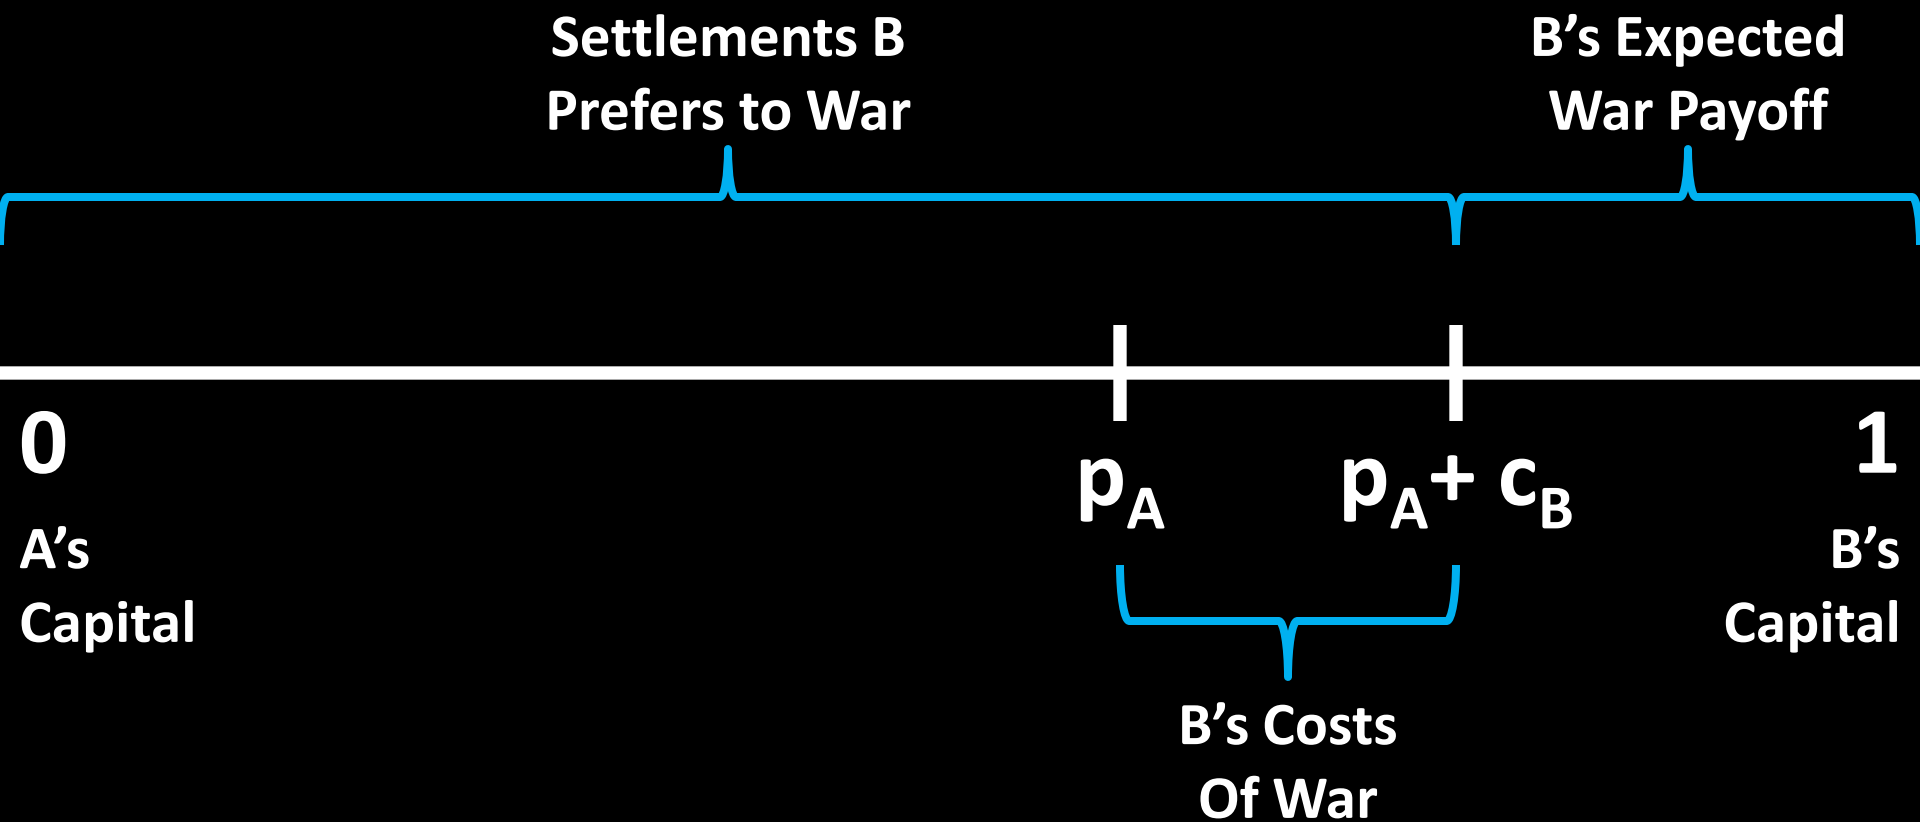 Settlements B
Prefers to War
B’s Expected
War Payoff
0
1
pA
pA+ cB
A’s
Capital
B’s
Capital
B’s Costs
Of War